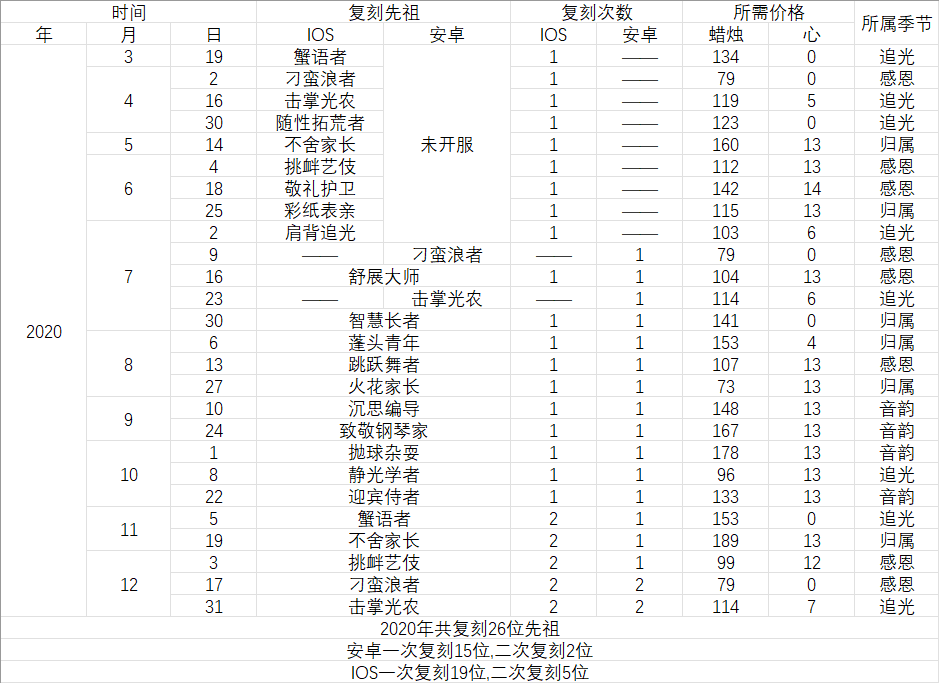 时间 复刻先祖 复刻次数 所需价格 所属季节
年 月 日 IOS 安卓 IOS 安卓 蜡烛 心
2020 3 19 蟹语者 未开服 1 —— 134 0 追光
4 2 刁蛮浪者 1 —— 79 0 感恩
16 击掌光农 1 —— 119 5 追光
30 随性拓荒者 1 —— 123 0 追光
5 14 不舍家长 1 —— 160 13 归属
6 4 挑衅艺伎 1 —— 112 13 感恩
18 敬礼护卫 1 —— 142 14 感恩
25 彩纸表亲 1 —— 115 13 归属
7 2 肩背追光 1 —— 103 6 追光
9 —— 刁蛮浪者 —— 1 79 0 感恩
16 舒展大师 1 1 104 13 感恩
23 —— 击掌光农 —— 1 114 6 追光
30 智慧长者 1 1 141 0 归属
8 6 蓬头青年 1 1 153 4 归属
13 跳跃舞者 1 1 107 13 感恩
27 火花家长 1 1 73 13 归属
9 10 沉思编导 1 1 148 13 音韵
24 致敬钢琴家 1 1 167 13 音韵
10 1 抛球杂耍 1 1 178 13 音韵
8 静光学者 1 1 96 13 追光
22 迎宾侍者 1 1 133 13 音韵
11 5 蟹语者 2 1 153 0 追光
19 不舍家长 2 1 189 13 归属
12 3 挑衅艺伎 2 1 99 12 感恩
17 刁蛮浪者 2 2 79 0 感恩
31 击掌光农 2 2 114 7 追光
2020年共复刻26位先祖
安卓一次复刻15位,二次复刻2位
IOS一次复刻19位,二次复刻5位